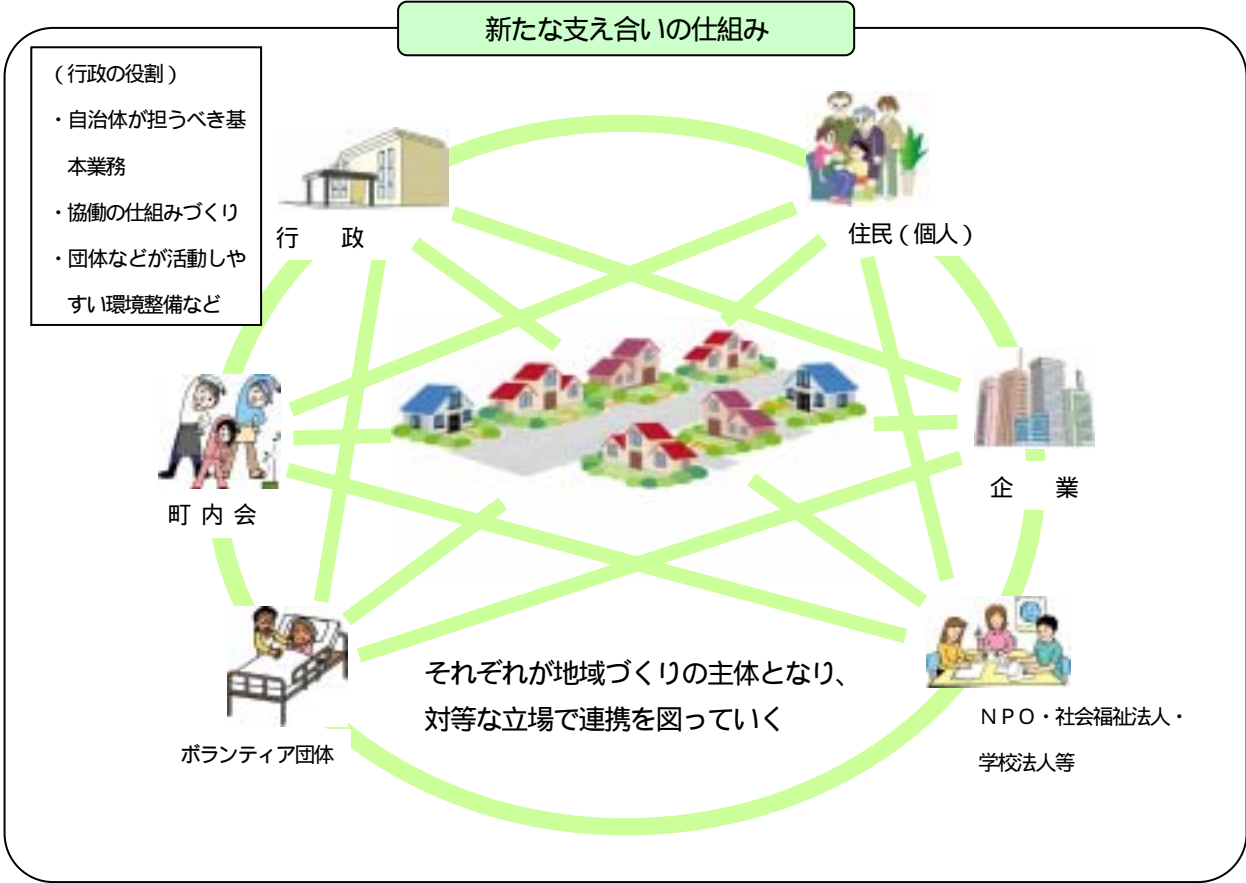 新たな支え合いの仕組み
（行政の役割）
・自治体が担うべき基
本業務
・協働の仕組みづくり
・団体などが活動しや
すい環境整備など
行　政
住民（個人）
町内会
企　業
ボランティア団体
それぞれが地域づくりの主体となり、
対等な立場で連携を図っていく
ＮＰＯ・社会福祉法人・
学校法人等